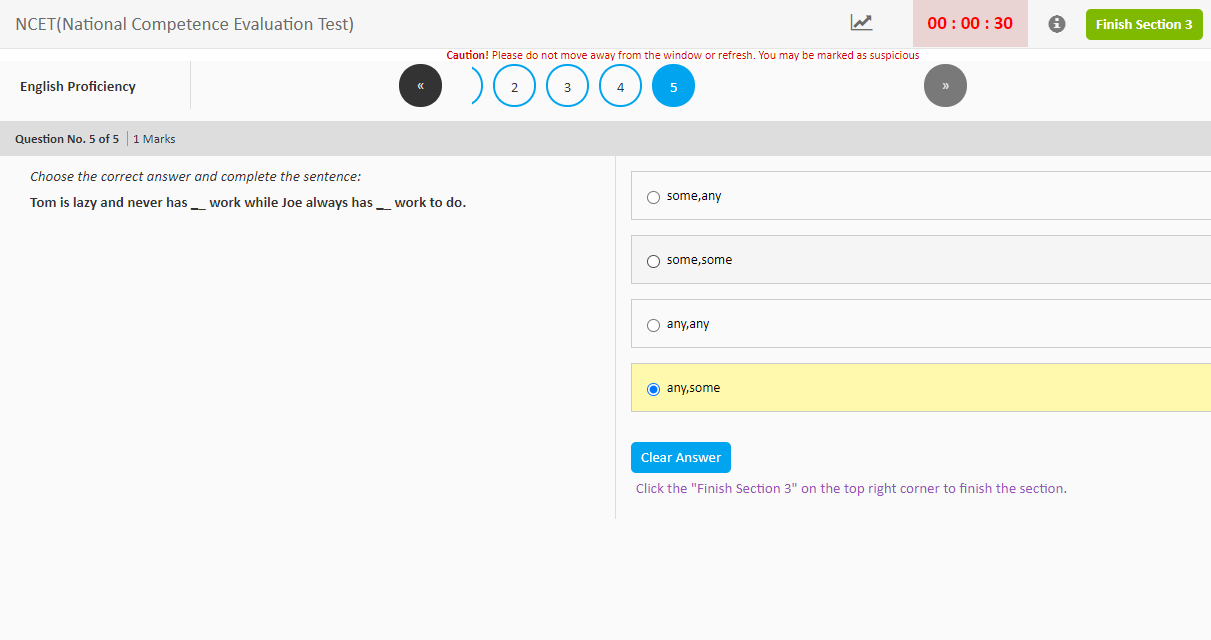 NCET(National Competence Evaluation Test)
00 : 00 : 30
Finish Section 3
Caution! Please do not move away from the window or refresh. You may be marked as suspicious
English Proficiency
«
2
3
4
5
»
Question No. 5 of 5
1 Marks
Choose the correct answer and complete the sentence:
Tom is lazy and never has __ work while Joe always has __ work to do.
some,any
some,some
any,any
any,some
Clear Answer
Click the "Finish Section 3" on the top right corner to finish the section.